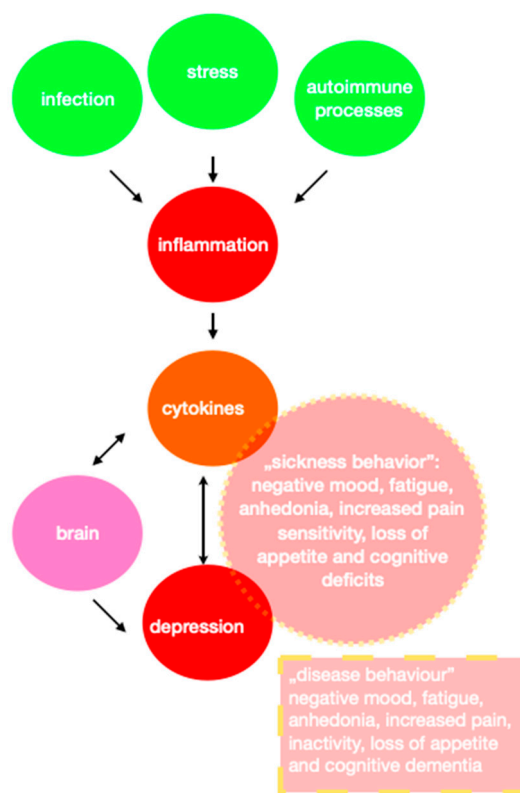 infection
stress
autoimmune
processes
inflammation
cytokines
„sickness behavior”:
negative mood, fatigue,
anhedonia, increased pain
sensitivity, loss of
appetite and cognitive
deficits
brain
depression
„disease behaviour”
negative mood, fatigue,
anhedonia, increased pain,
inactivity, loss of appetite
and cognitive dementia